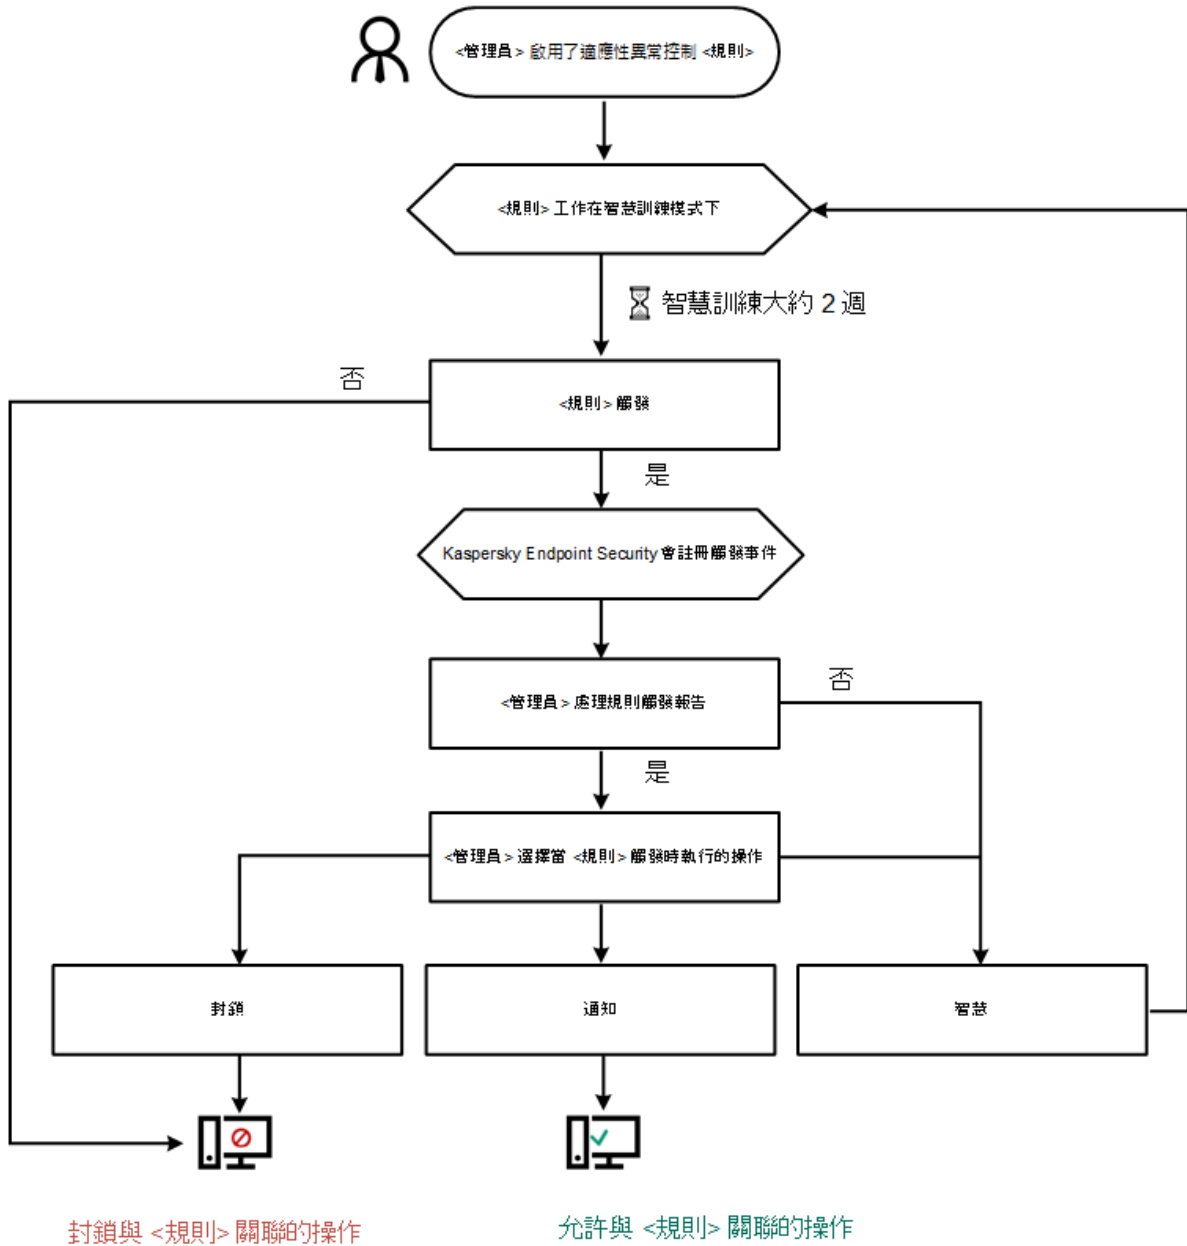 <管理員> 啟用了適應性異常控制 <規則>
<規則> 工作在智慧訓練模式下
智慧訓練大約 2 週
否
<規則> 觸發
是
Kaspersky Endpoint Security 會註冊觸發事件
<管理員> 處理規則觸發報告
否
是
<管理員> 選擇當 <規則> 觸發時執行的操作
封鎖
通知
智慧
封鎖與 <規則> 關聯的操作
允許與 <規則> 關聯的操作